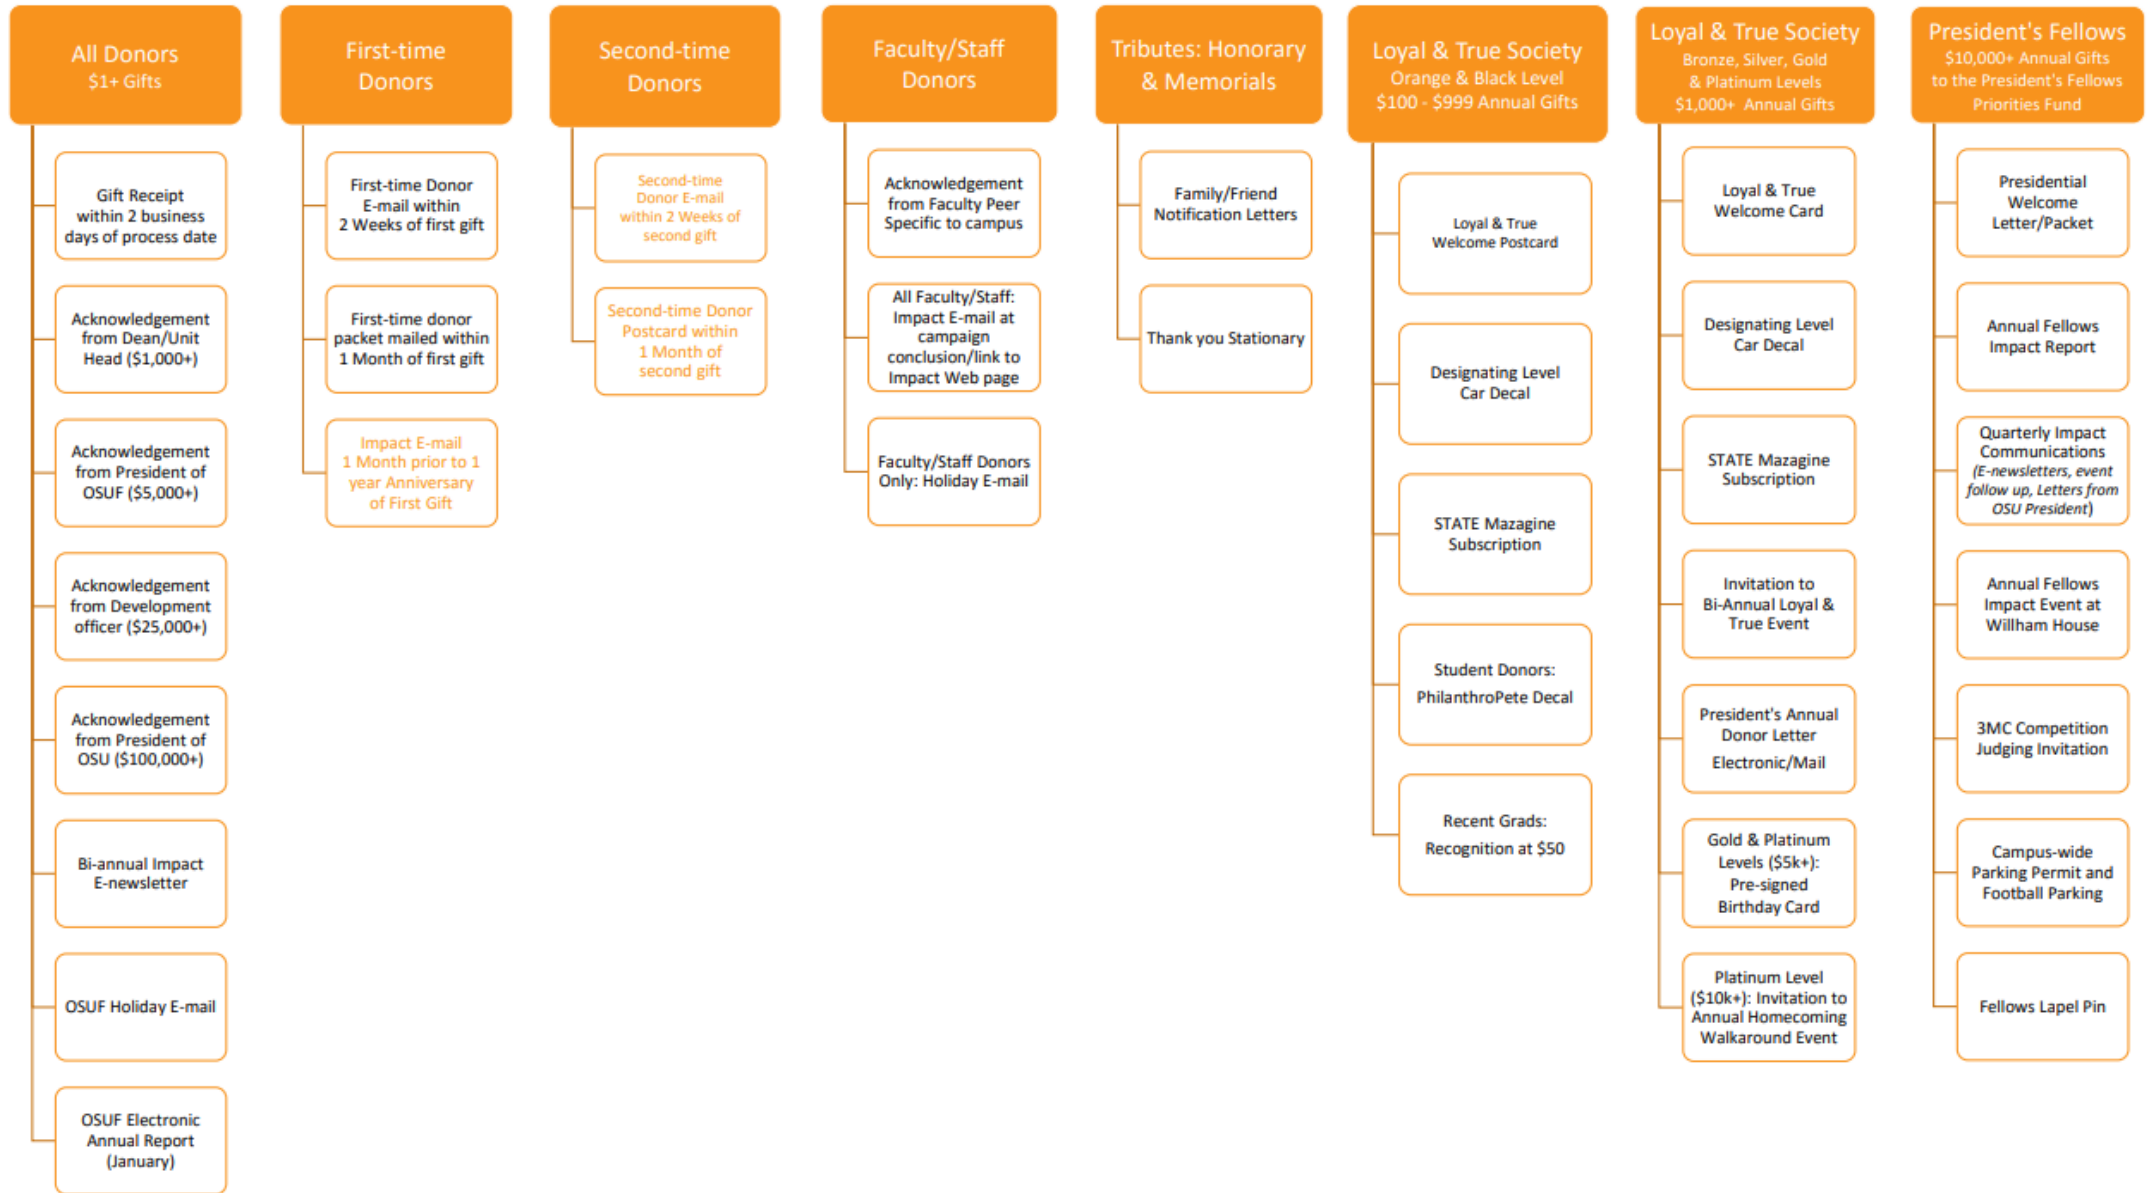 All Donors
$1+ Gifts
Gift Receipt
within 2 business
days of process date
Acknowledgement
from Dean/Unit
Head ($1,000+)
Acknowledgement
from President of
OSUF ($5,000+)
Acknowledgement
from Development
officer ($25,000+)
Acknowledgement
from President of
OSU ($100,000+)
Bi-annual Impact
E-newsletter
OSUF Holiday E-mail
OSUF Electronic
Annual Report
(January)
First-time
Donors
First-time Donor
E-mail within
2 Weeks of first gift
First-time donor
packet mailed within
1 Month of first gift
Impact E-mail
1 Month prior to 1
year Anniversary
of First Gift
Second-time
Donors
Second-time
Donor E-mail
within 2 Weeks of
second gift
Second-time Donor
Postcard within
1 Month of
second gift
Faculty/Staff
Donors
Acknowledgement
from Faculty Peer
Specific to campus
All Faculty/Staff:
Impact E-mail at
campaign
conclusion/link to
Impact Web page
Faculty/Staff Donors
Only: Holiday E-mail
Tributes: Honorary
& Memorials
Family/Friend
Notification Letters
Thank you Stationary
Loyal & True Society
Orange & Black Level
$100 - $999 Annual Gifts
Loyal & True
Welcome Postcard
Designating Level
Car Decal
STATE Mazagine
Subscription
Student Donors:
PhilanthroPete Decal
Recent Grads:
Recognition at $50
Loyal & True Society
Bronze, Silver, Gold
& Platinum Levels
$1,000+ Annual Gifts
Loyal & True
Welcome Card
Designating Level
Car Decal
STATE Mazagine
Subscription
Invitation to
Bi-Annual Loyal &
True Event
President's Annual
Donor Letter
Electronic/Mail
Gold & Platinum
Levels ($5k+):
Pre-signed
Birthday Card
Platinum Level
($10k+): Invitation to
Annual Homecoming
Walkaround Event
President's Fellows
$10,000+ Annual Gifts
to the President's Fellows
Priorities Fund
Presidential
Welcome
Letter/Packet
Annual Fellows
Impact Report
Quarterly Impact
Communications
(E-newsletters, event
follow up, Letters from
OSU President)
Annual Fellows
Impact Event at
Willham House
3MC Competition
Judging Invitation
Campus-wide
Parking Permit and
Football Parking
Fellows Lapel Pin